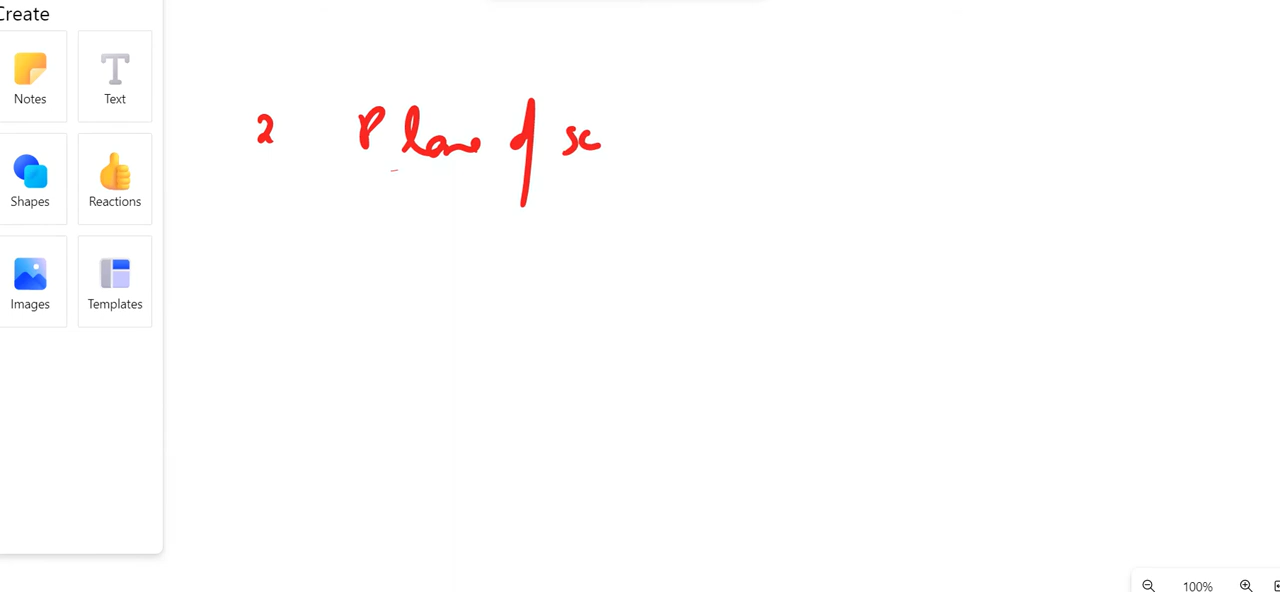 Create
Notes Text
2 Plane of sc
Shapes Reactions
Images Templates
100%